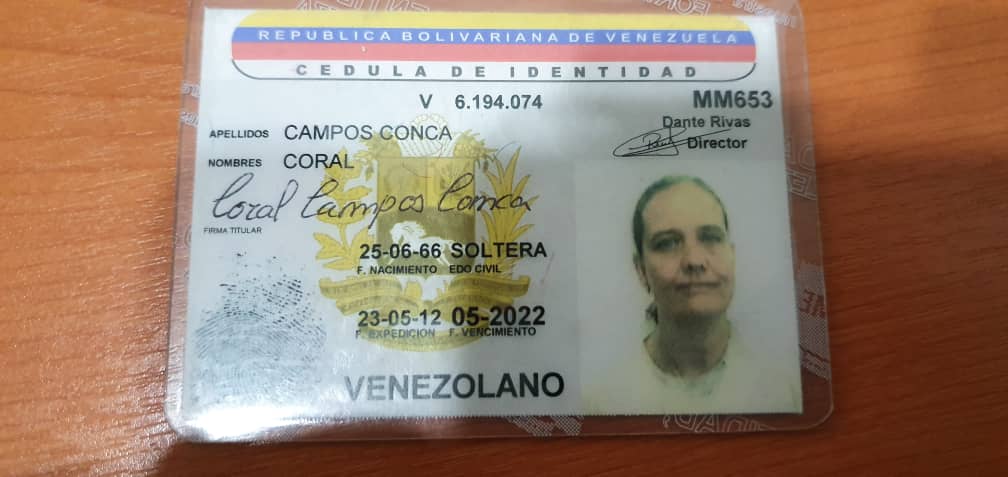 REPUBLICA BOLIVARIANA DE VENEZUELA
CEDULA DE IDENTIDAD
V 6.194.074
MM653
Dante Rivas
Director
APELLIDOS CAMPOS CONCA
NOMBRES CORAL
Coral Campos Conca
FIRMA TITULAR
25-06-66 SOLTERA
F. NACIMIENTO EDO CIVIL
23-05-12 05-2022
F. EXPEDICION F. VENCIMIENTO
VENEZOLANO